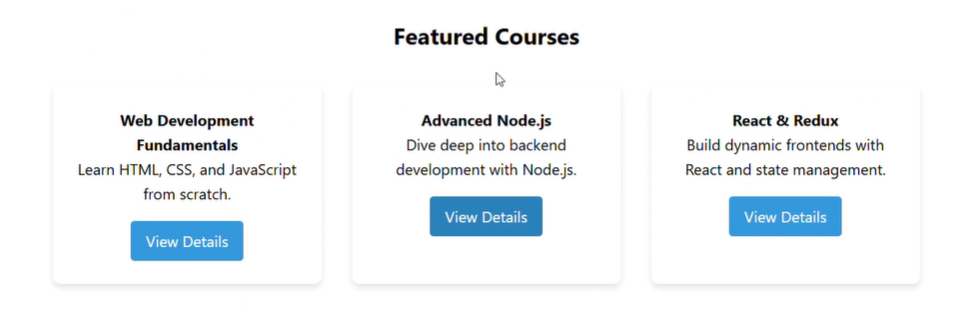 Featured Courses
Web Development
Fundamentals
Learn HTML, CSS, and JavaScript
from scratch.
View Details
Advanced Node.js
Dive deep into backend
development with Node.js.
View Details
React & Redux
Build dynamic frontends with
React and state management.
View Details